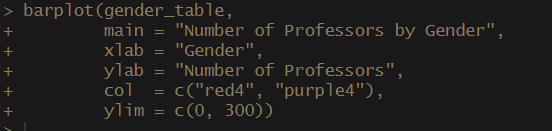 > barplot(gender_table,
+         main = "Number of Professors by Gender",
+         xlab = "Gender",
+         ylab = "Number of Professors",
+         col  = c("red4", "purple4"),
+         ylim = c(0, 300))
>